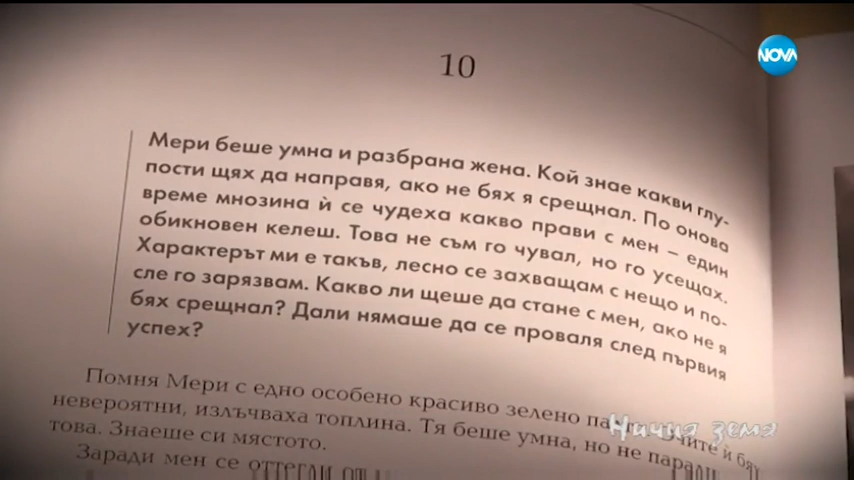 10
NOVA
Мери беше умна и разбрана жена. Кой знае какви глу-
пости щях да направя, ако не бях я срещнал. По онова
време мнозина ѝ се чудеха какво прави с мен – един
обикновен келеш. Това не съм го чувал, но го усещах.
Характерът ми е такъв, лесно се захващам с нещо и по-
сле го зарязвам. Какво ли щеше да стане с мен, ако не я
бях срещнал? Дали нямаше да се проваля след първия
успех?
Помня Мери с едно особено красиво зелено ѝ
невероятни, излъчваха топлина. Тя беше умна, но не
това. Знаеше си мястото.
Заради мен се
Ничия земя